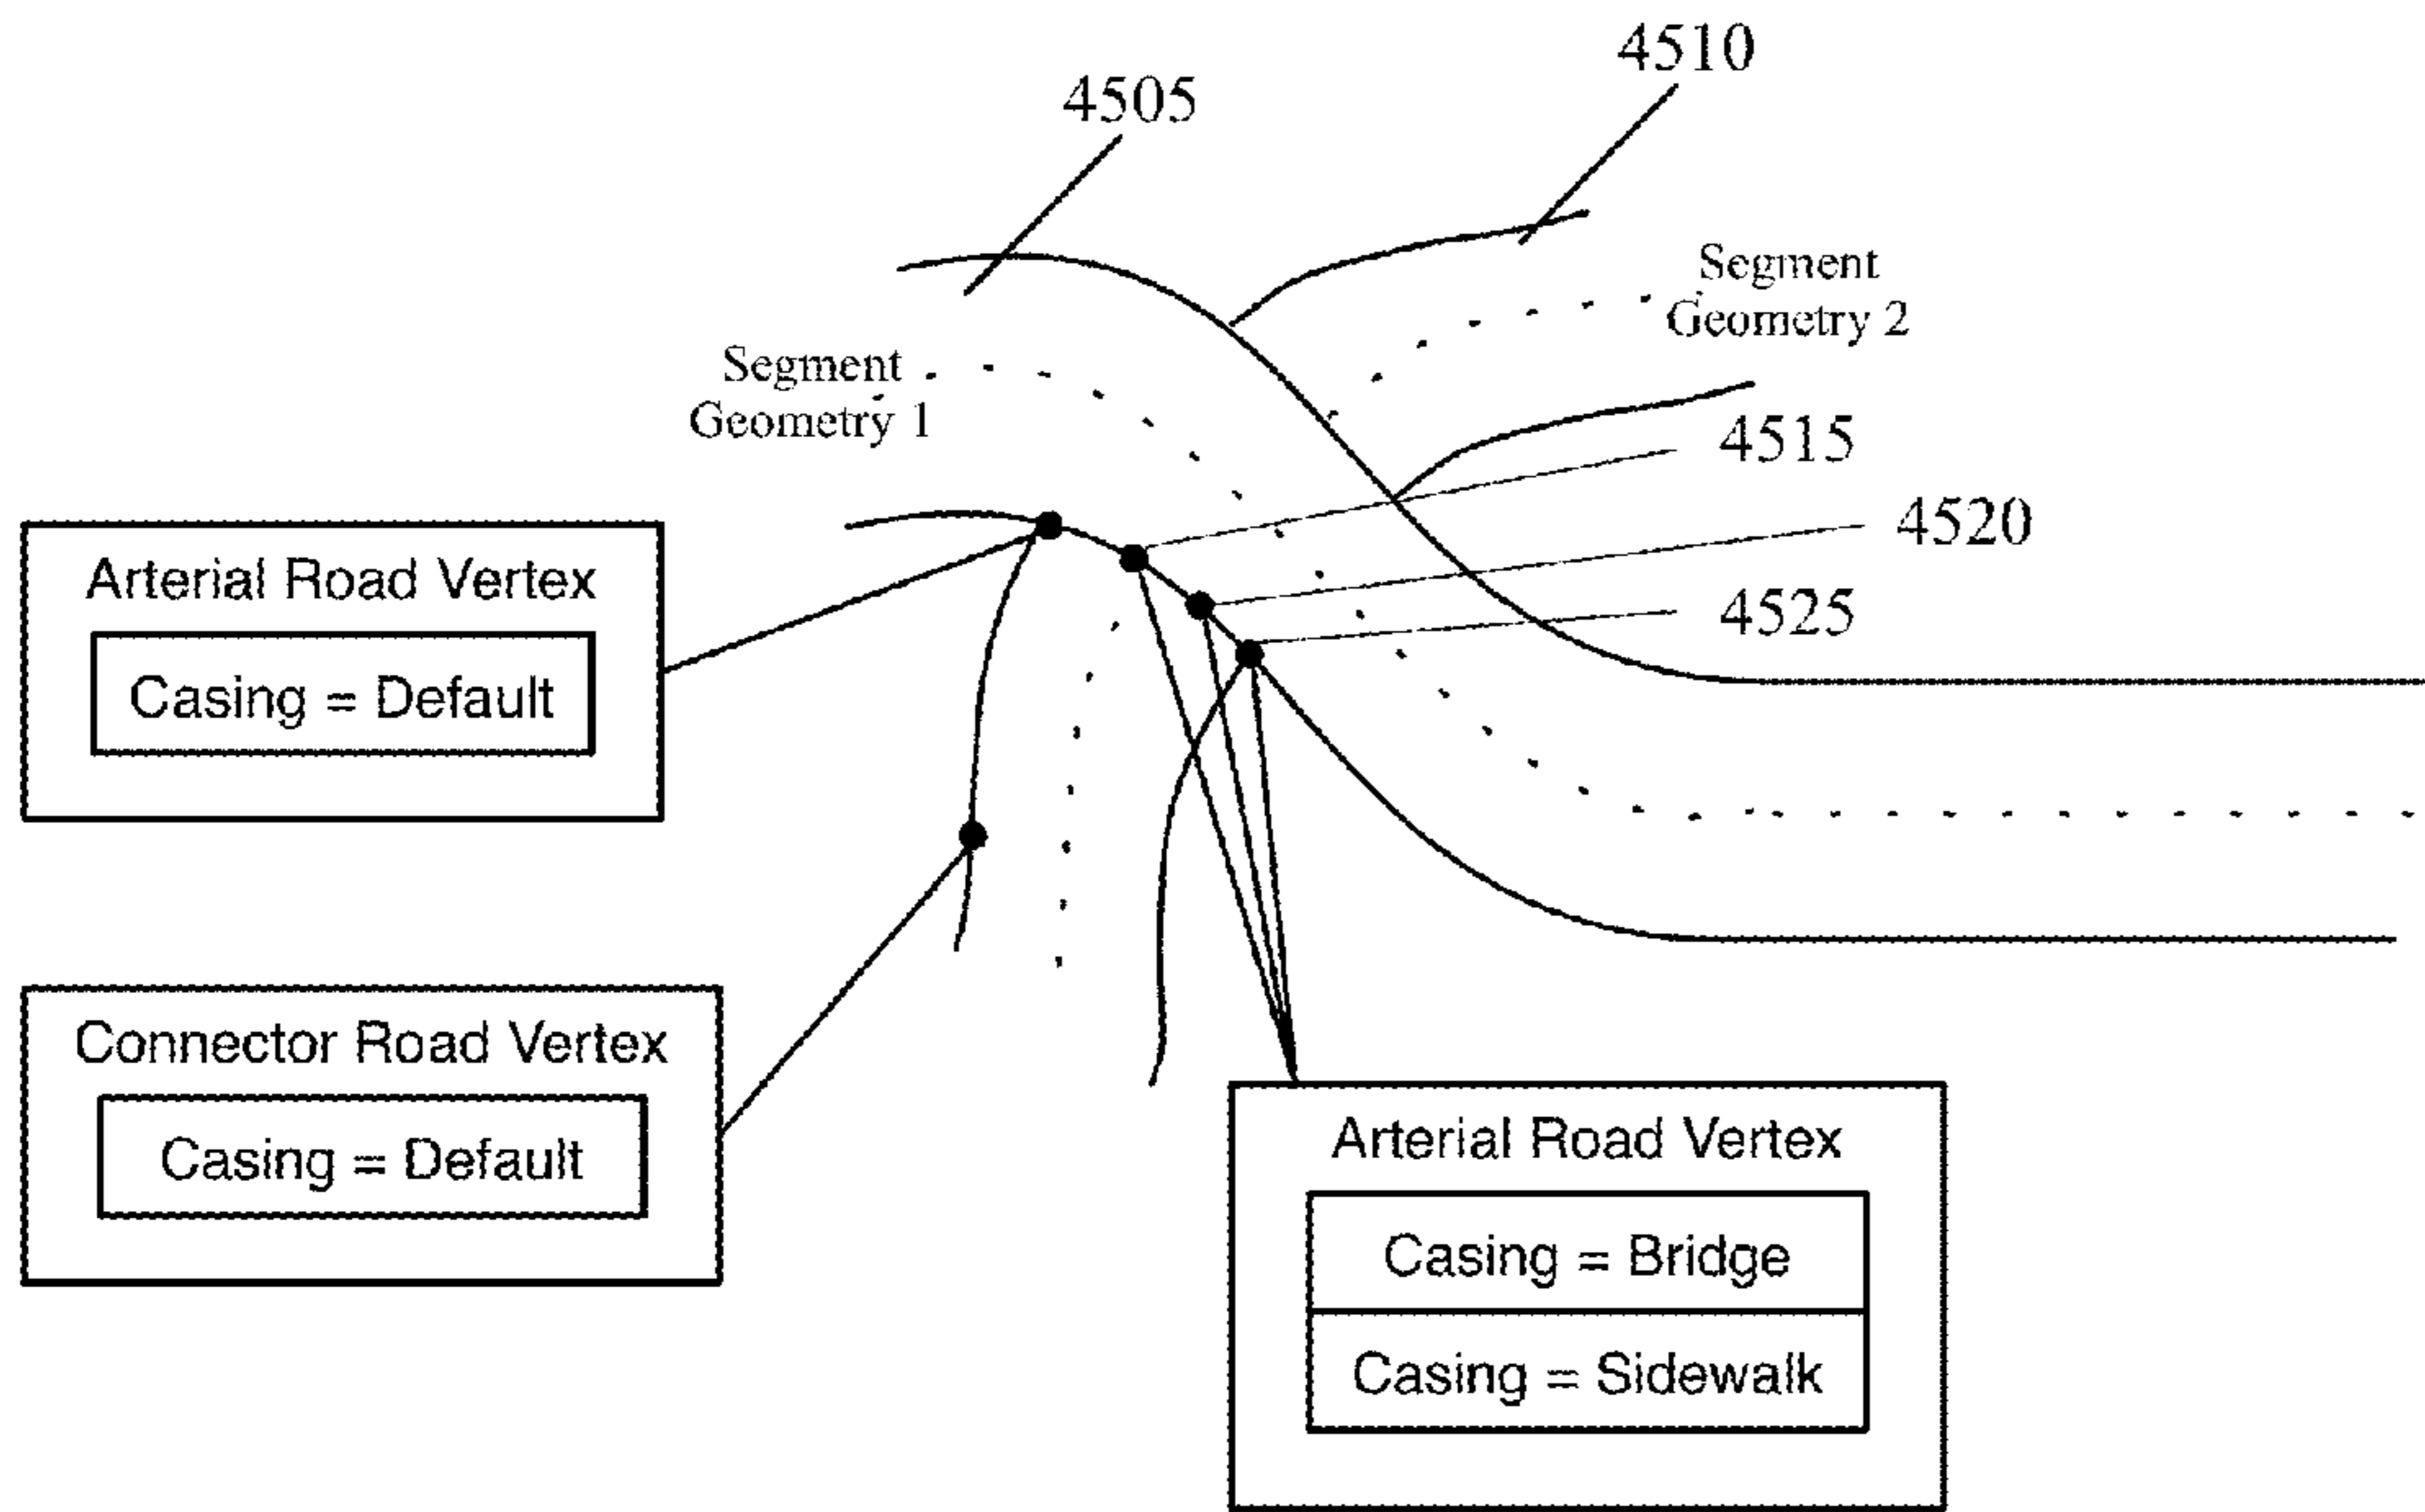 4510
4505
Segment
Geometry 2
Segment
Geometry 1
4515
4520
4525
Arterial Road Vertex
Casing = Default
Connector Road Vertex
Casing = Default
Arterial Road Vertex
Casing = Bridge
Casing = Sidewalk